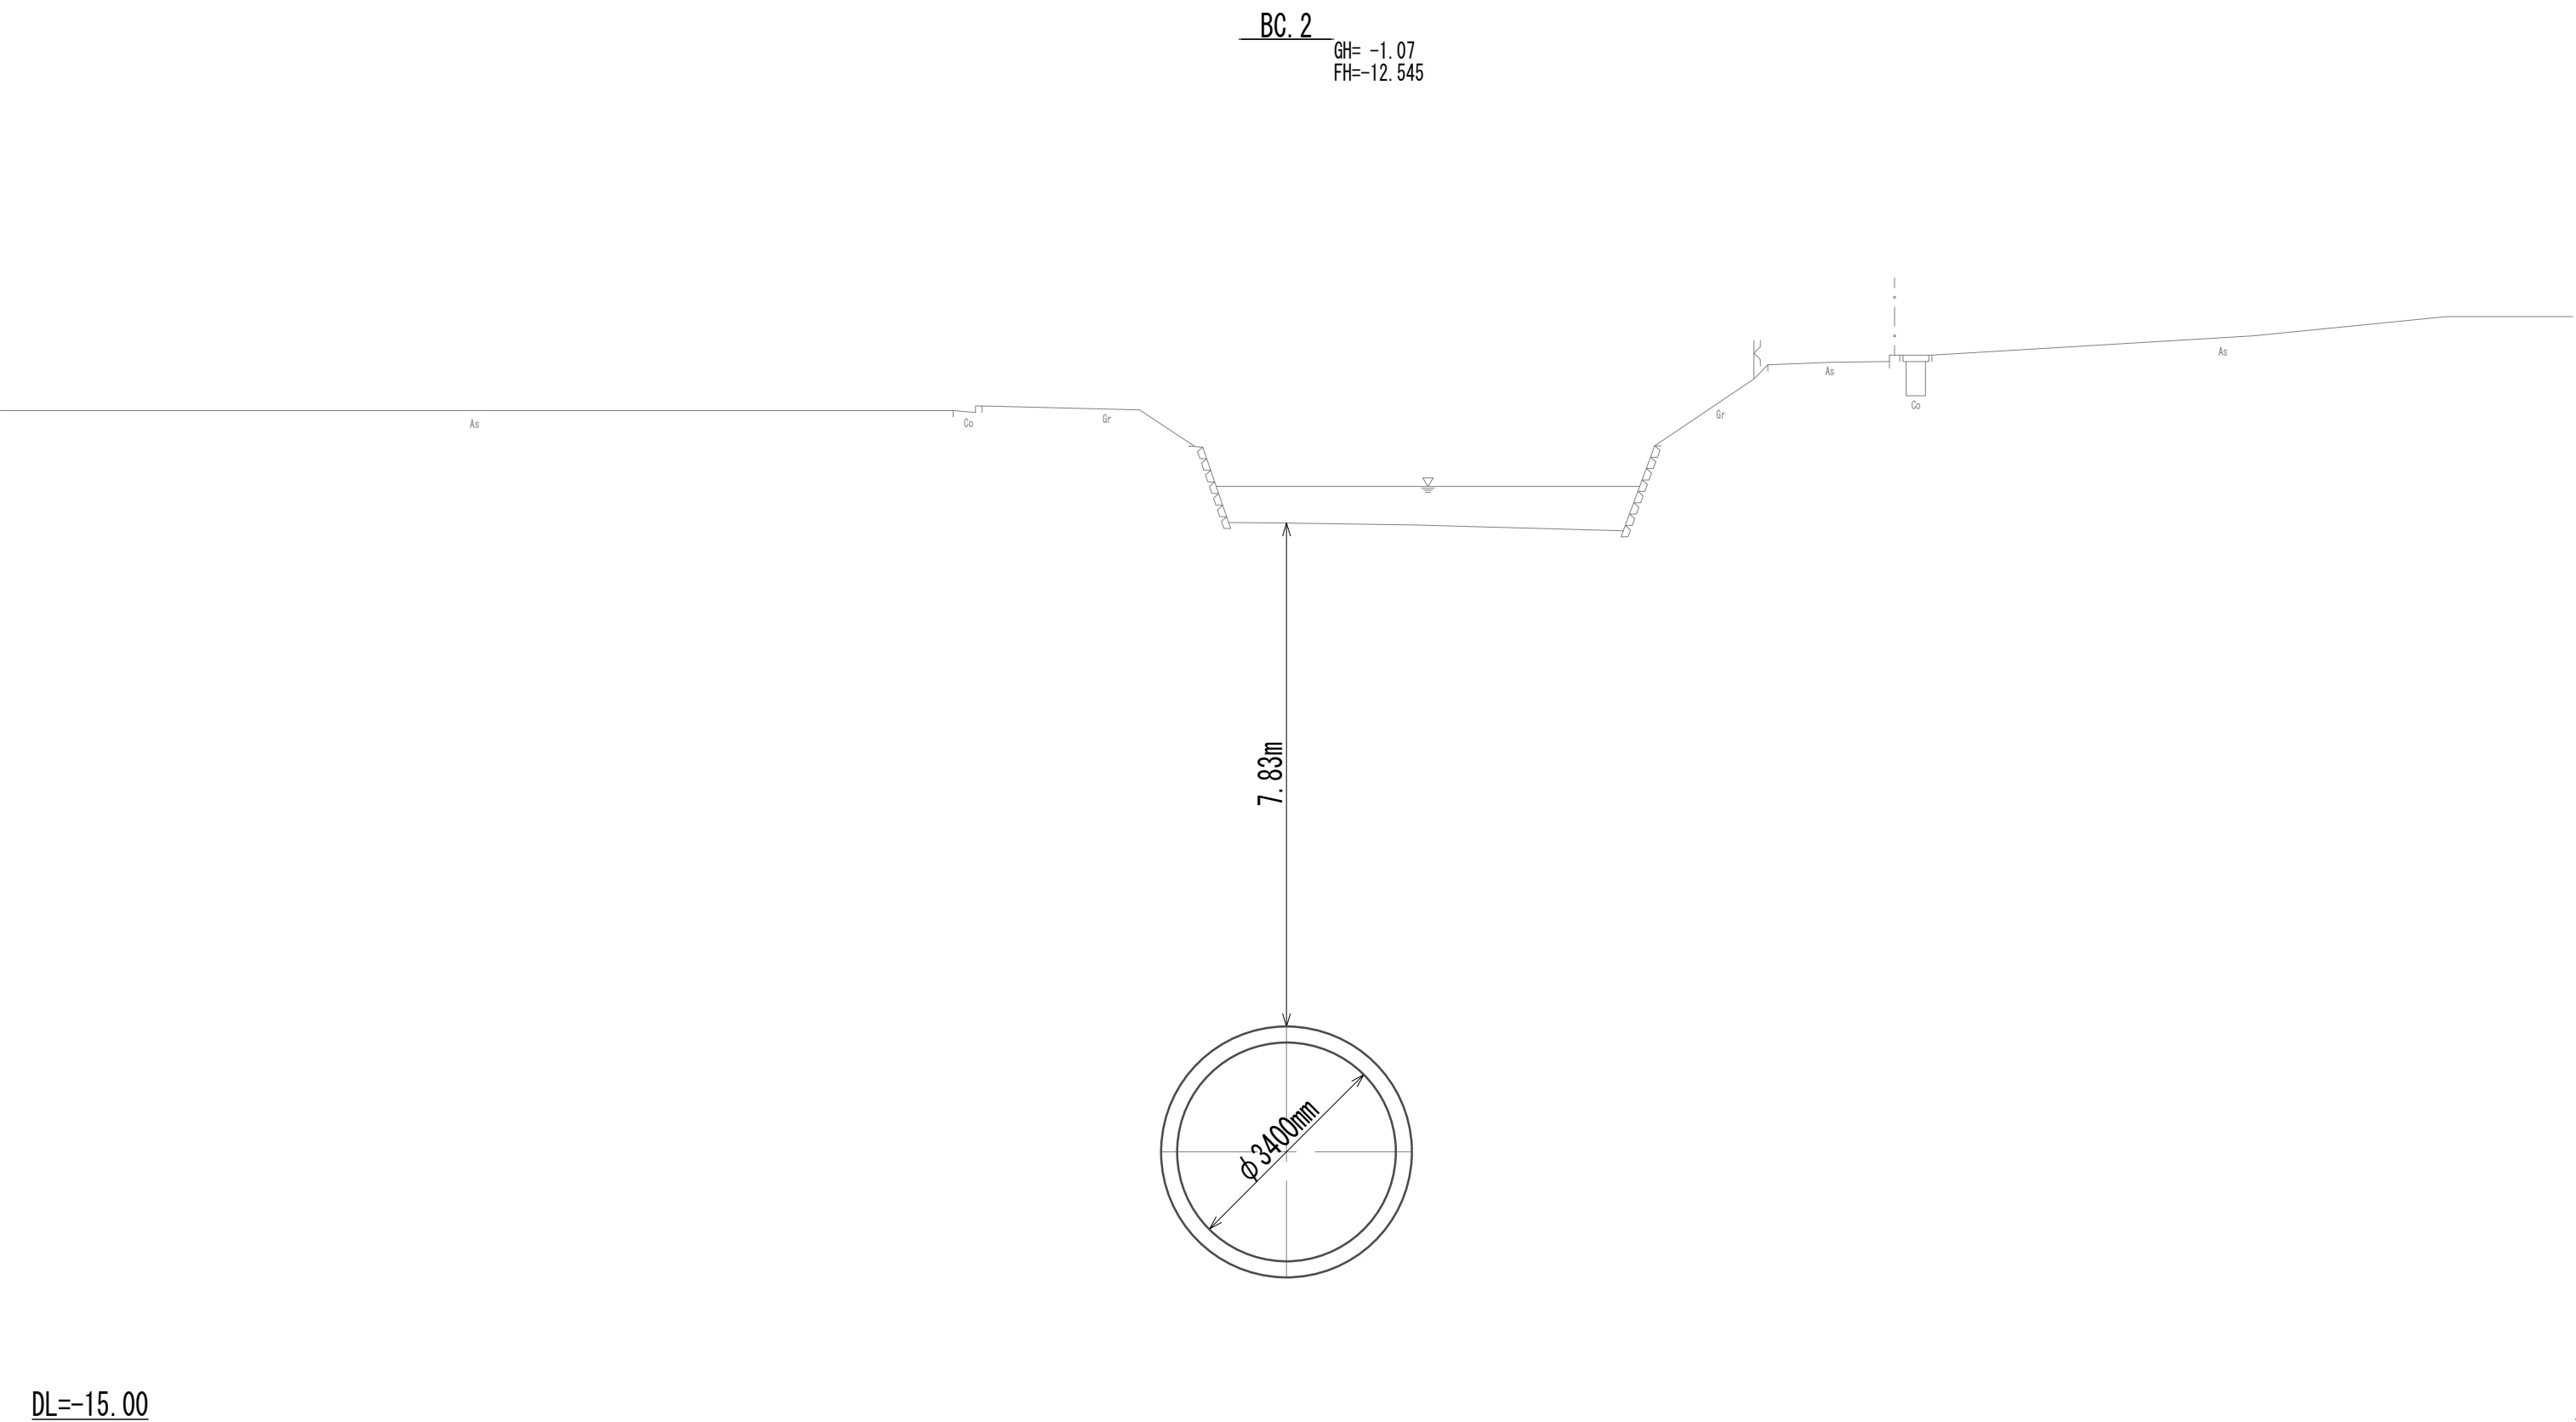 BC.2
GH= -1.07
FH=-12.545
As
As
As
Co
Gr
Gr
Co
7.83m
φ3400mm
DL=-15.00